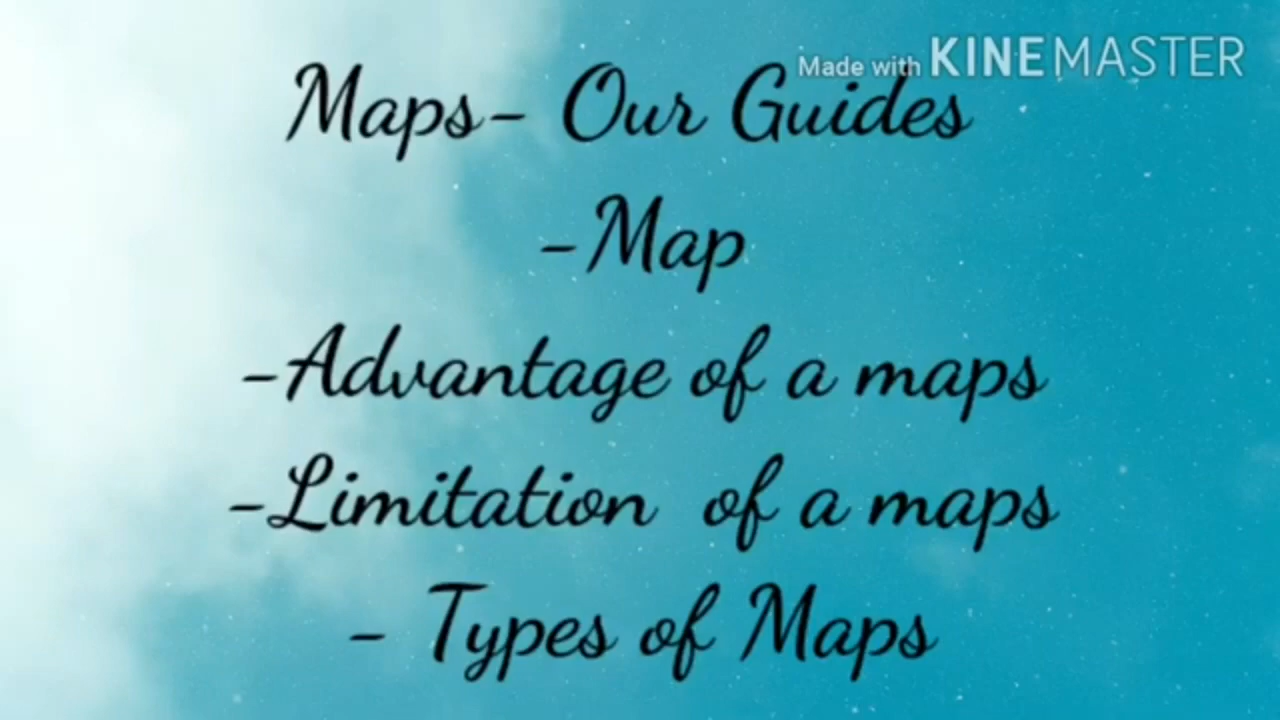 Made with KINEMASTER
Maps- Our Guides
-Map
-Advantage of a maps
-Limitation of a maps
- Types of Maps